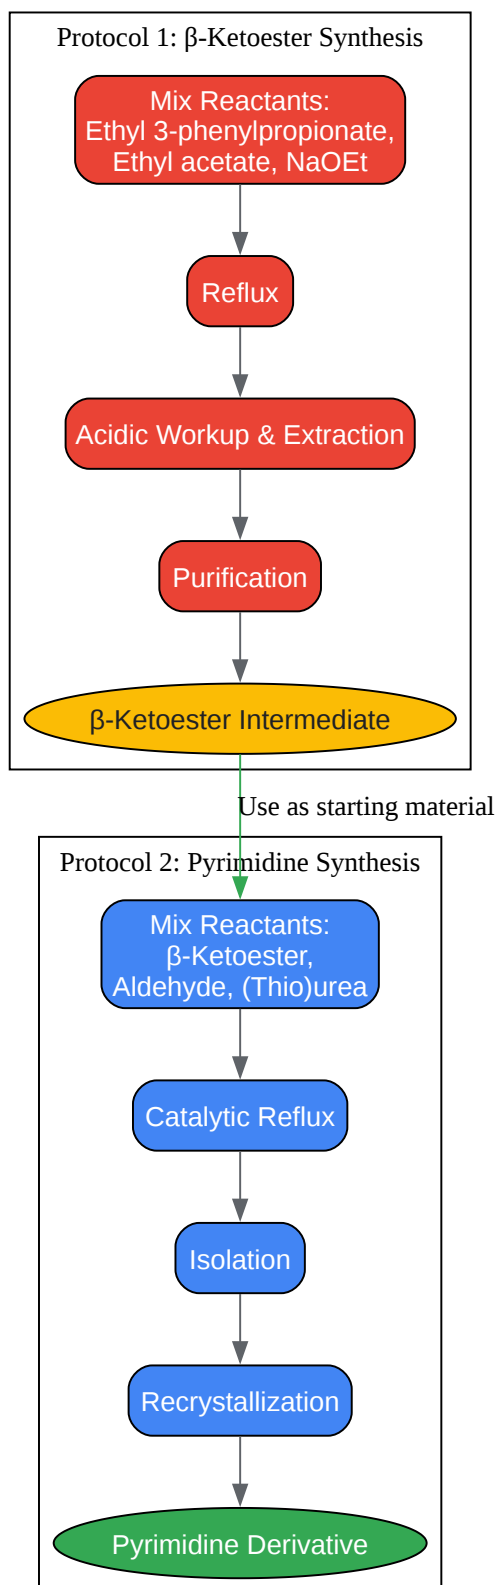 Protocol 1: β-Ketoester Synthesis
Mix Reactants:
Ethyl 3-phenylpropionate,
Ethyl acetate, NaOEt
Reflux
Acidic Workup & Extraction
Purification
β-Ketoester Intermediate
Use as starting material
Protocol 2: Pyrimidine Synthesis
Mix Reactants:
β-Ketoester,
Aldehyde, (Thio)urea
Catalytic Reflux
Isolation
Recrystallization
Pyrimidine Derivative